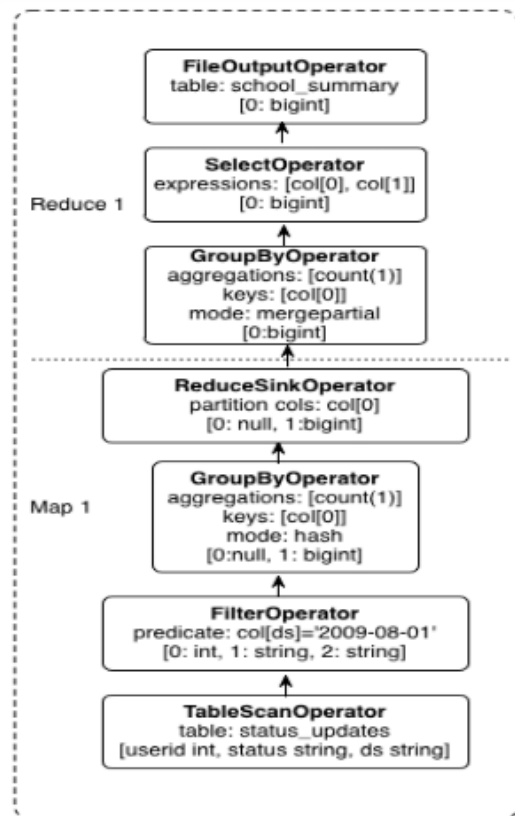 FileOutputOperator
table: school_summary
[0: bigint]
SelectOperator
expressions: [col[0], col[1]]
[0: bigint]
Reduce 1
GroupByOperator
aggregations: [count(1)]
keys: [col[0]]
mode: mergepartial
[0:bigint]
ReduceSinkOperator
partition cols: col[0]
[0: null, 1:bigint]
GroupByOperator
aggregations: [count(1)]
keys: [col[0]]
mode: hash
[0:null, 1: bigint]
Map 1
FilterOperator
predicate: col[ds]='2009-08-01'
[0: int, 1: string, 2: string]
TableScanOperator
table: status_updates
[userid int, status string, ds string]